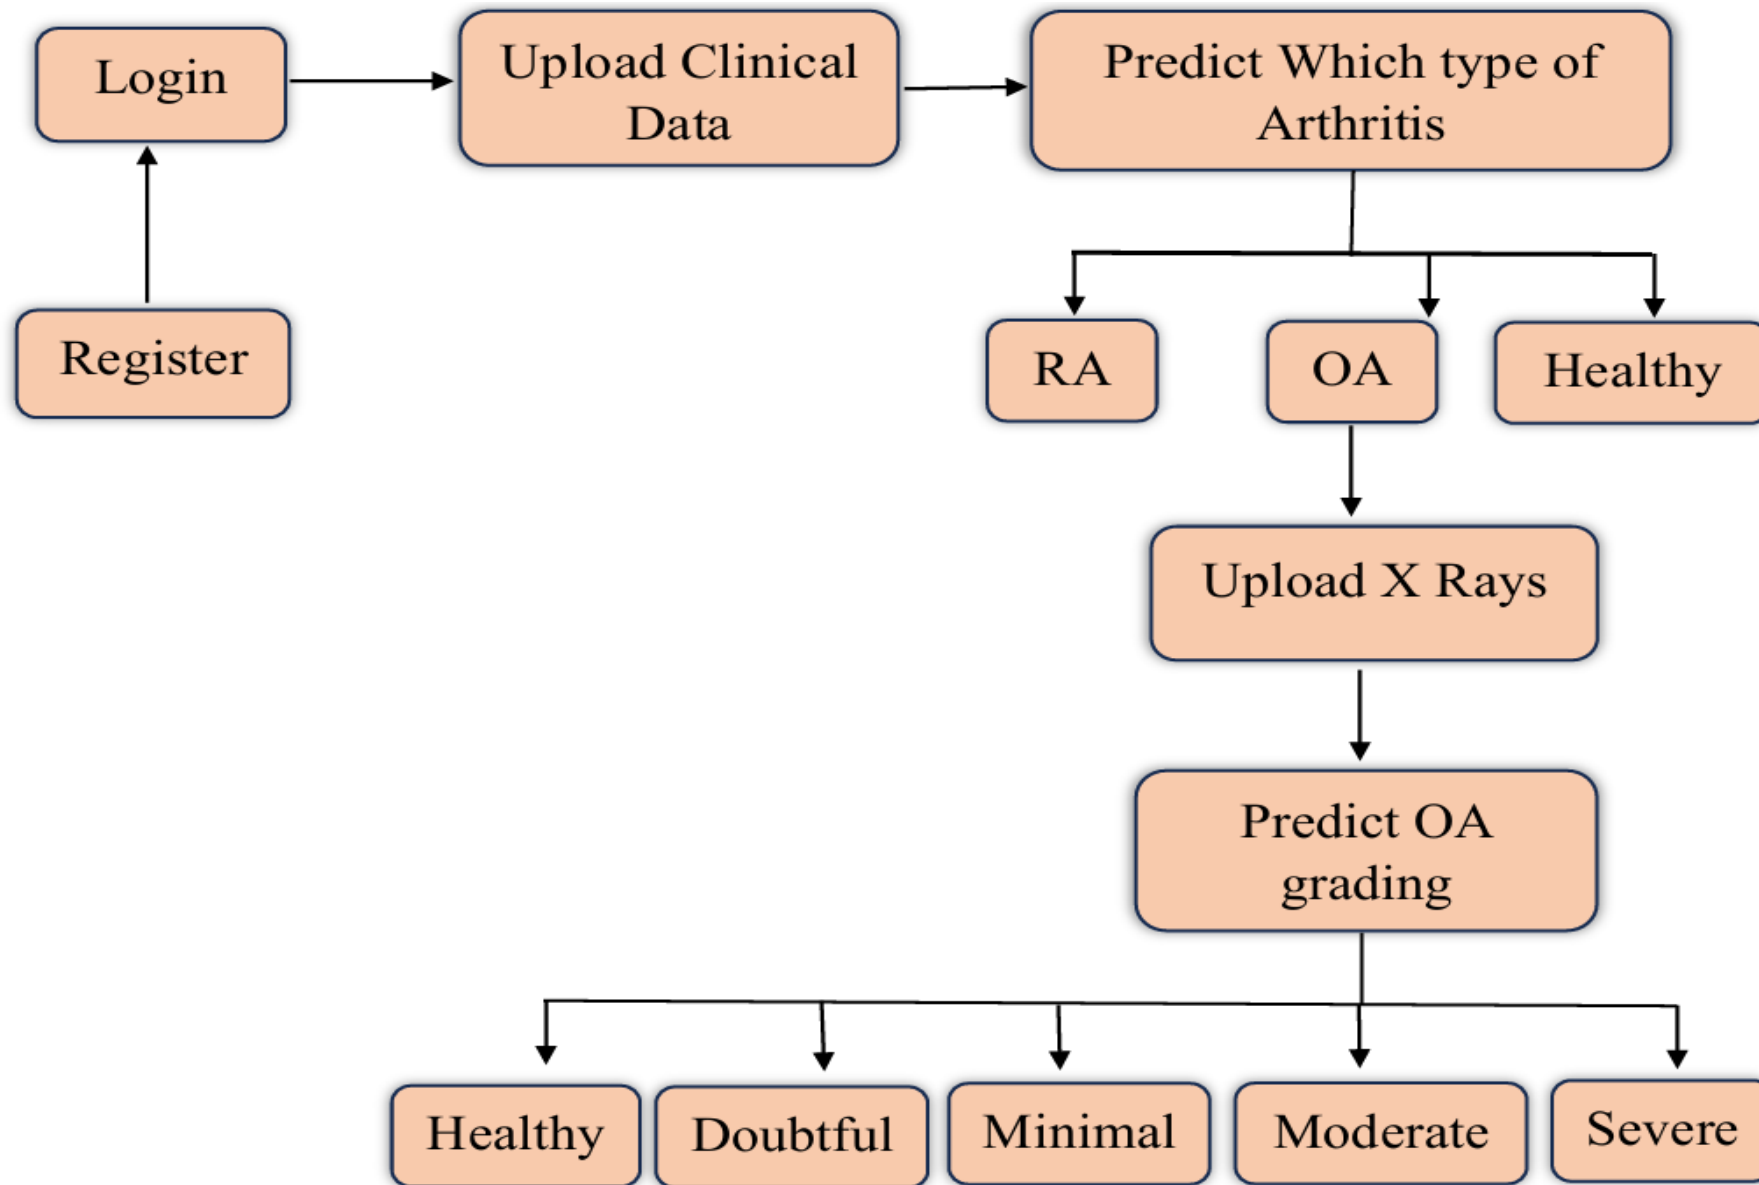 Login
Upload Clinical
Data
Predict Which type of
Arthritis
Register
RA
OA
Healthy
Upload X Rays
Predict OA
grading
Healthy
Doubtful
Minimal
Moderate
Severe